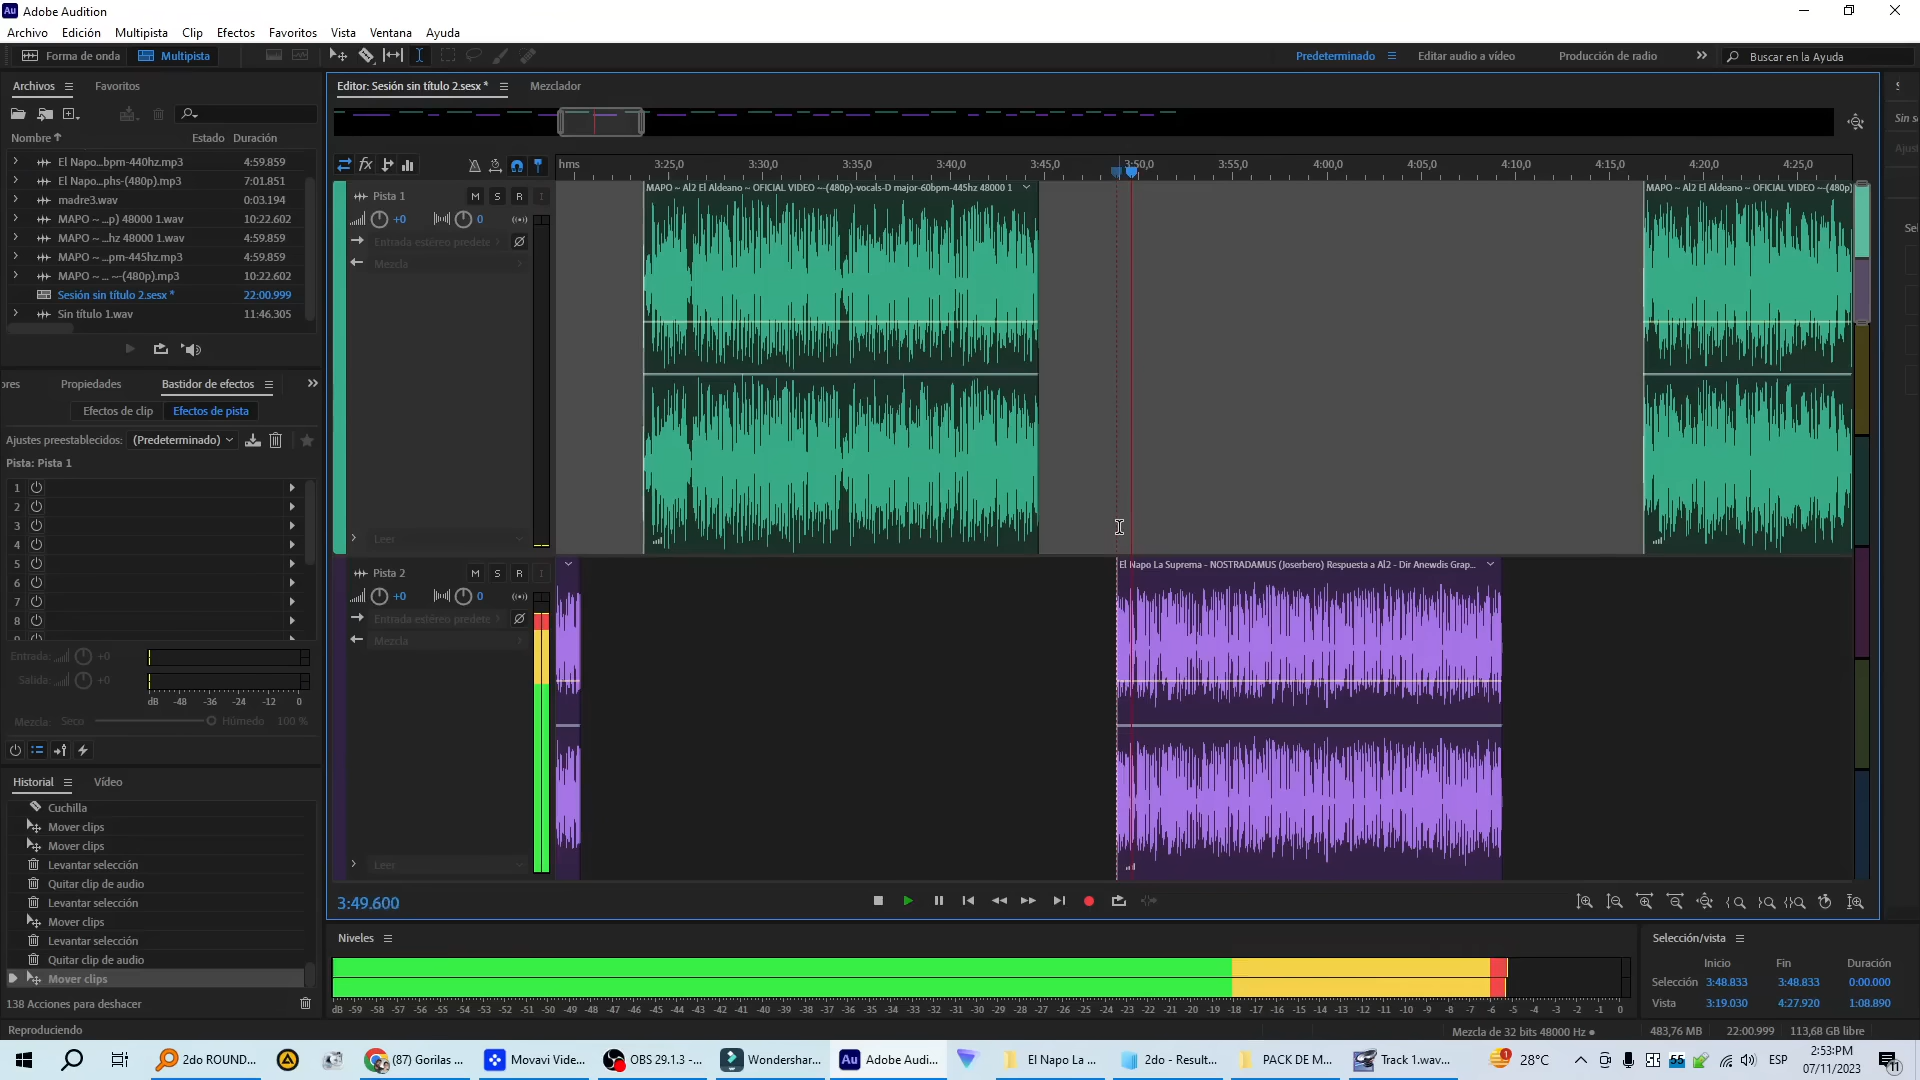 Adobe Audition
Archivo Edición Multipista Clip Efectos Favoritos Vista Ventana Ayuda
Forma de onda Multipista Predeterminado Editar audio a vídeo Producción de radio Buscar en la Ayuda
Archivos Favoritos Editor: Sesión sin título 2.sesx * Mezclador
Nombre Estado Duración
El Napo...bpm-440hz.mp3 4:59.859
El Napo...phs-(480p).mp3 7:01.851
madre3.wav 0:03.194
MAPO ~ ...p) 48000 1.wav 10:22.602
MAPO ~ ...hz 48000 1.wav 4:59.859
MAPO ~ ...pm-445hz.mp3 4:59.859
MAPO ~ ... ~-(480p).mp3 10:22.602
Sesión sin título 2.sesx * 22:00.999
Sin título 1.wav 11:46.305
hms 3:25,0 3:30,0 3:35,0 3:40,0 3:45,0 3:50,0 3:55,0 4:00,0 4:05,0 4:10,0 4:15,0 4:20,0 4:25,0
Pista 1 M S R I
MAPO ~ Al2 El Aldeano ~ OFICIAL VIDEO ~-(480p)-vocals-D major-60bpm-445hz 48000 1
MAPO ~ Al2 El Aldeano ~ OFICIAL VIDEO ~-(480p)
+0 0
Entrada estéreo predete
Mezcla
Leer
ores Propiedades Bastidor de efectos
Efectos de clip Efectos de pista
Ajustes preestablecidos: (Predeterminado)
Pista: Pista 1
1
2
3
4
5
6
7
8
Entrada: +0
Salida: +0
dB -48 -36 -24 -12 0
Mezcla: Seco Húmedo 100 %
Pista 2 M S R I
El Napo La Suprema - NOSTRADAMUS (Joserbero) Respuesta a Al2 - Dir Anewdis Grap...
+0 0
Entrada estéreo predete
Mezcla
Leer
Historial Vídeo
Cuchilla
Mover clips
Mover clips
Levantar selección
Quitar clip de audio
Levantar selección
Mover clips
Levantar selección
Quitar clip de audio
Mover clips
138 Acciones para deshacer
Reproduciendo
3:49.600
Niveles
dB -59 -58 -57 -56 -55 -54 -53 -52 -51 -50 -49 -48 -47 -46 -45 -44 -43 -42 -41 -40 -39 -38 -37 -36 -35 -34 -33 -32 -31 -30 -29 -28 -27 -26 -25 -24 -23 -22 -21 -20 -19 -18 -17 -16 -15 -14 -13 -12 -11 -10 -9 -8 -7 -6 -5 -4 -3 -2 -1 0
Selección/vista
Inicio Fin Duración
Selección 3:48.833 3:48.833 0:00.000
Vista 3:19.030 4:27.920 1:08.890
Mezcla de 32 bits 48000 Hz 483,76 MB 22:00.999 113,68 GB libre
2do ROUND... (87) Gorilas ... Movavi Vide... OBS 29.1.3 -... Wondershar... Adobe Audi... El Napo La ... 2do - Result... PACK DE M... Track 1.wav... 28°C ESP
2:53:PM
07/11/2023